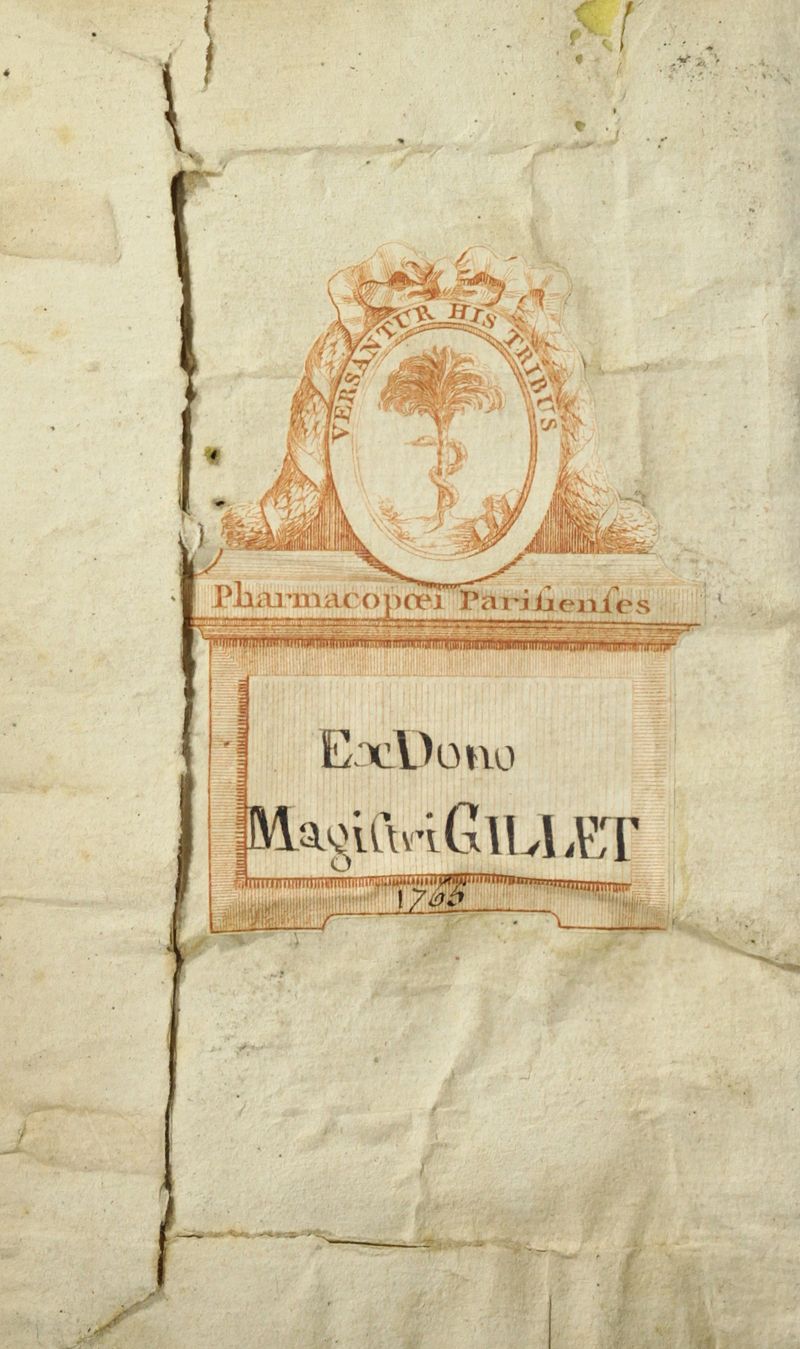 VERSANTUR HIS TRIBUS
Pharmacopœi Pariſienſes
Ex Dono
Magiſtri GILLET
1765